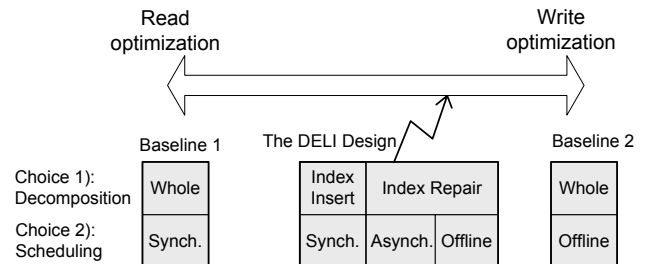 Read
optimization
Write
optimization
Baseline 1
The DELI Design
Baseline 2
Choice 1):
Decomposition
Whole
Index
Insert
Index Repair
Whole
Choice 2):
Scheduling
Synch.
Synch.
Asynch.
Offline
Offline